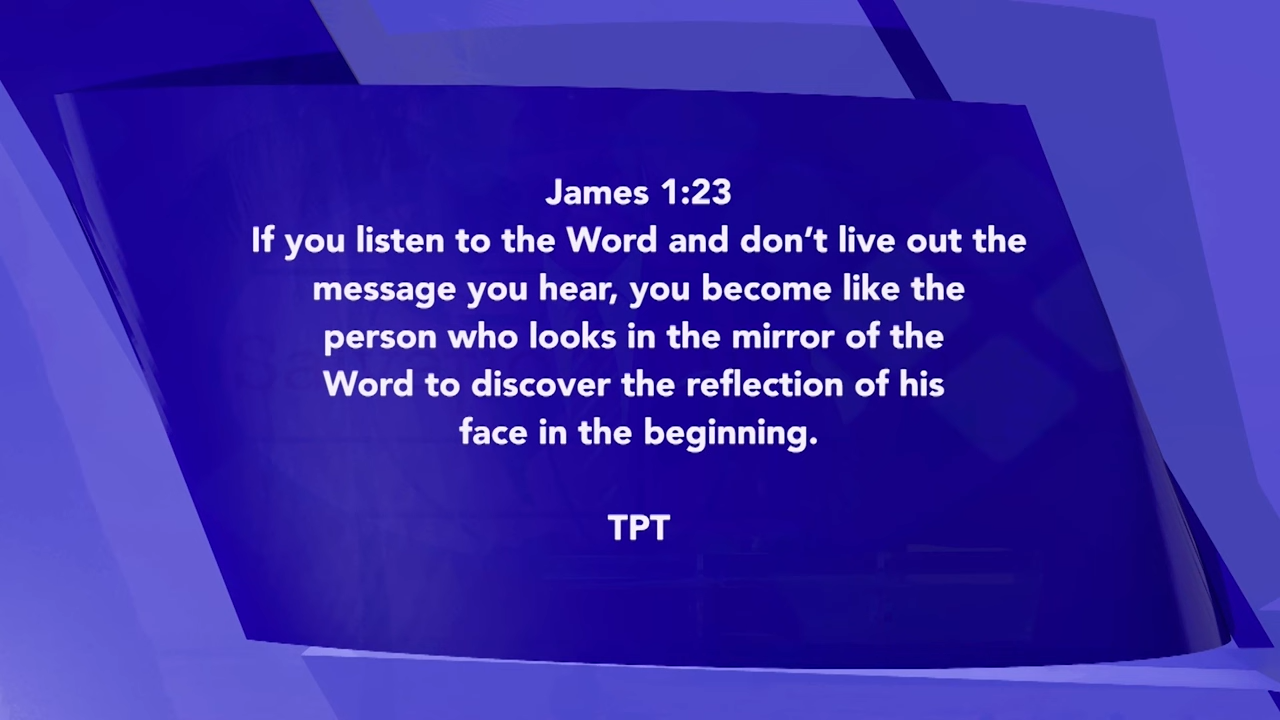 James 1:23
If you listen to the Word and don’t live out the
message you hear, you become like the
person who looks in the mirror of the
Word to discover the reflection of his
face in the beginning.
TPT